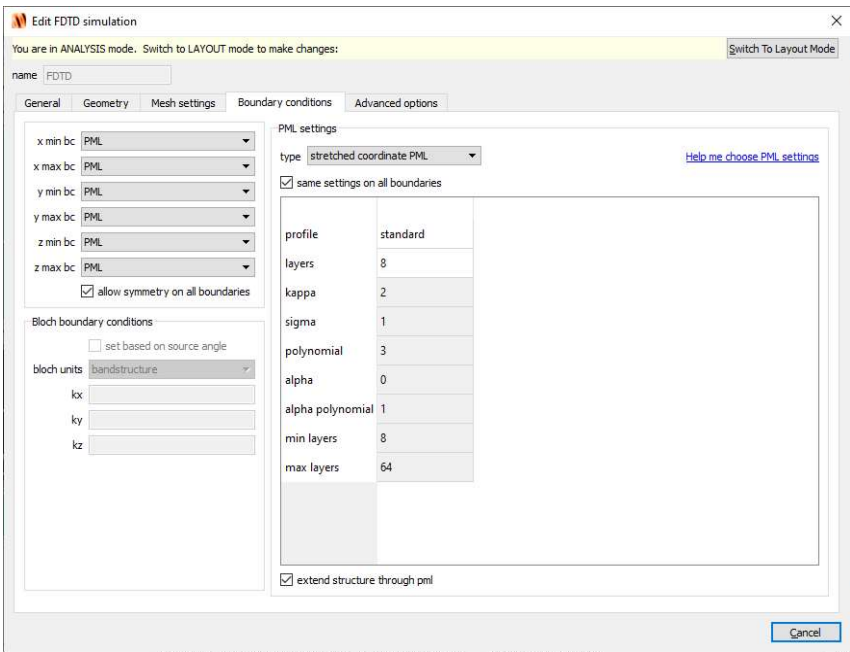 Edit FDTD simulation
You are in ANALYSIS mode. Switch to LAYOUT mode to make changes:
Switch To Layout Mode
name FDTD
General Geometry Mesh settings Boundary conditions Advanced options
x min bc PML
x max bc PML
y min bc PML
y max bc PML
z min bc PML
z max bc PML
allow symmetry on all boundaries
Bloch boundary conditions
set based on source angle
bloch units bandstructure
kx
ky
kz
PML settings
type stretched coordinate PML
Help me choose PML settings
same settings on all boundaries
profile standard
layers 8
kappa 2
sigma 1
polynomial 3
alpha 0
alpha polynomial 1
min layers 8
max layers 64
extend structure through pml
Cancel